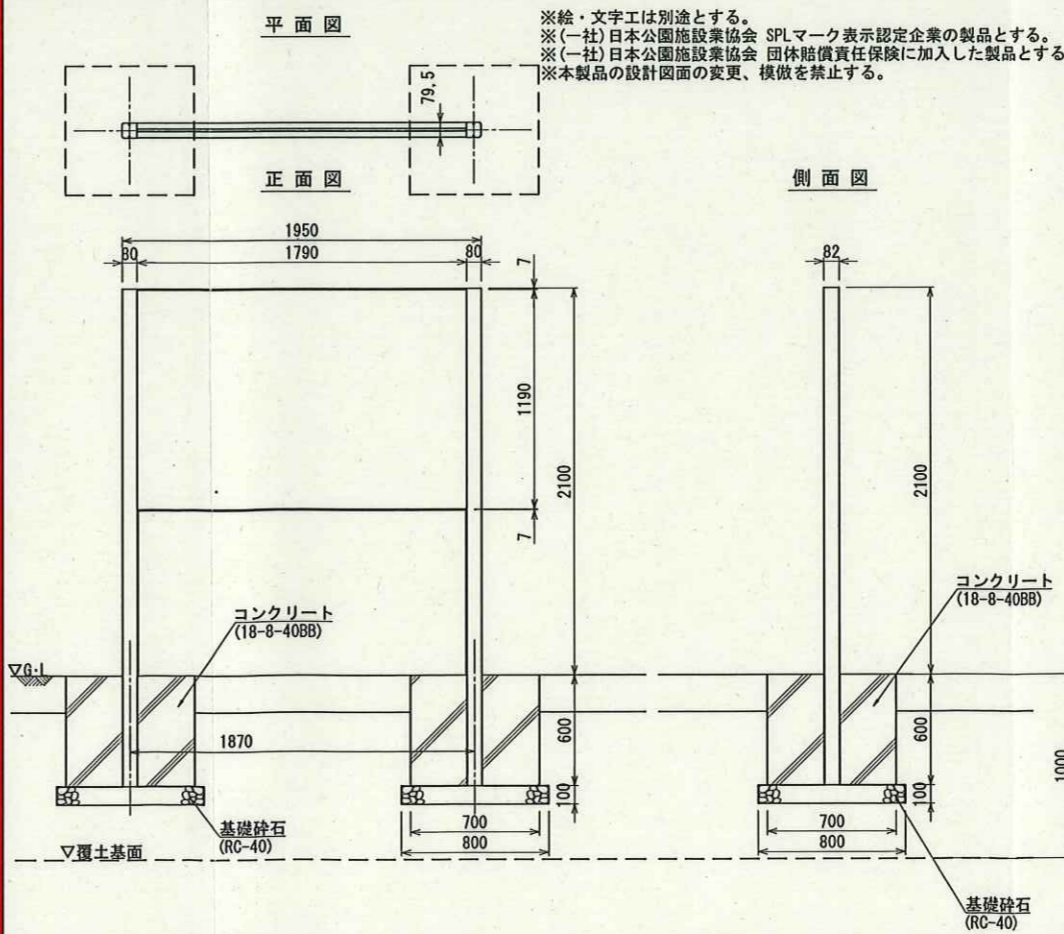 平面図
※絵・文字工は別途とする。
※(一社)日本公園施設業協会 SPLマーク表示認定企業の製品とする。
※(一社)日本公園施設業協会 団体賠償責任保険に加入した製品とする
※本製品の設計図面の変更、模倣を禁止する。
79,5
正面図
側面図
1950
80
1790
80
7
1190
7
2100
82
2100
コンクリート
(18-8-40BB)
コンクリート
(18-8-40BB)
▽G・L
1870
600
100
700
800
600
100
700
800
1000
基礎砕石
(RC-40)
▽覆土基面
基礎砕石
(RC-40)